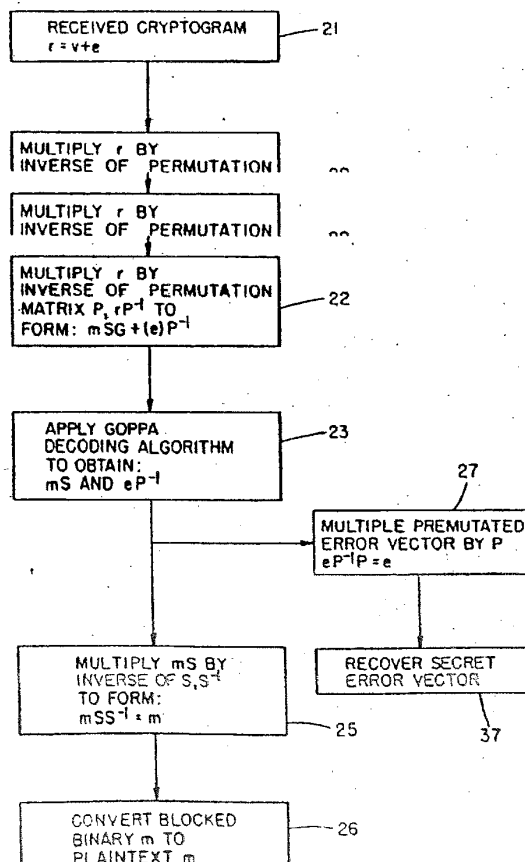 RECEIVED CRYPTOGRAM
r = v+e
21
MULTIPLY r BY
INVERSE OF PERMUTATION
MULTIPLY r BY
INVERSE OF PERMUTATION
MULTIPLY r BY
INVERSE OF PERMUTATION
MATRIX P, rP⁻¹ TO
FORM: mSG + (e)P⁻¹
22
APPLY GOPPA
DECODING ALGORITHM
TO OBTAIN:
mS AND eP⁻¹
23
27
MULTIPLE PREMUTATED
ERROR VECTOR BY P
eP⁻¹P = e
MULTIPLY mS BY
INVERSE OF S, S⁻¹
TO FORM:
mSS⁻¹ = m
25
RECOVER SECRET
ERROR VECTOR
37
CONVERT BLOCKED
BINARY m TO
PLAINTEXT m
26